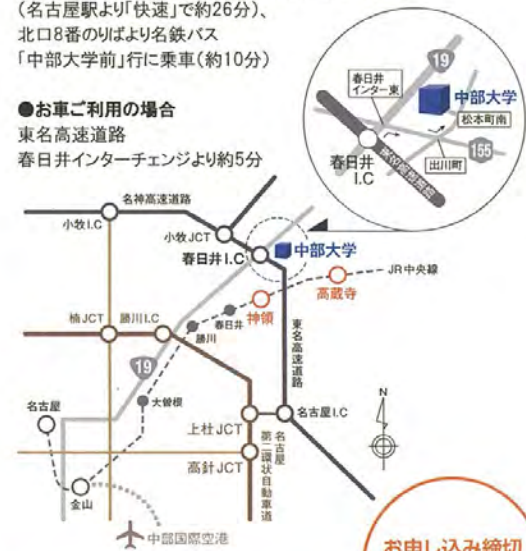 （名古屋駅より「快速」で約26分）、
北口8番のりばより名鉄バス
「中部大学前」行に乗車（約10分）
●お車ご利用の場合
東名高速道路
春日井インターチェンジより約5分
19
春日井
インター東
中部大学
松本町南
春日井
I.C
出川町
155
名神高速道路
小牧I.C
小牧JCT
春日井I.C
中部大学
JR中央線
高蔵寺
神領
春日井
勝川
楠JCT
勝川I.C
19
東名高速道路
大曽根
名古屋
上社JCT
名古屋I.C
N
高針JCT
名古屋
第二環状自動車道
金山
中部国際空港
お申し込み締切